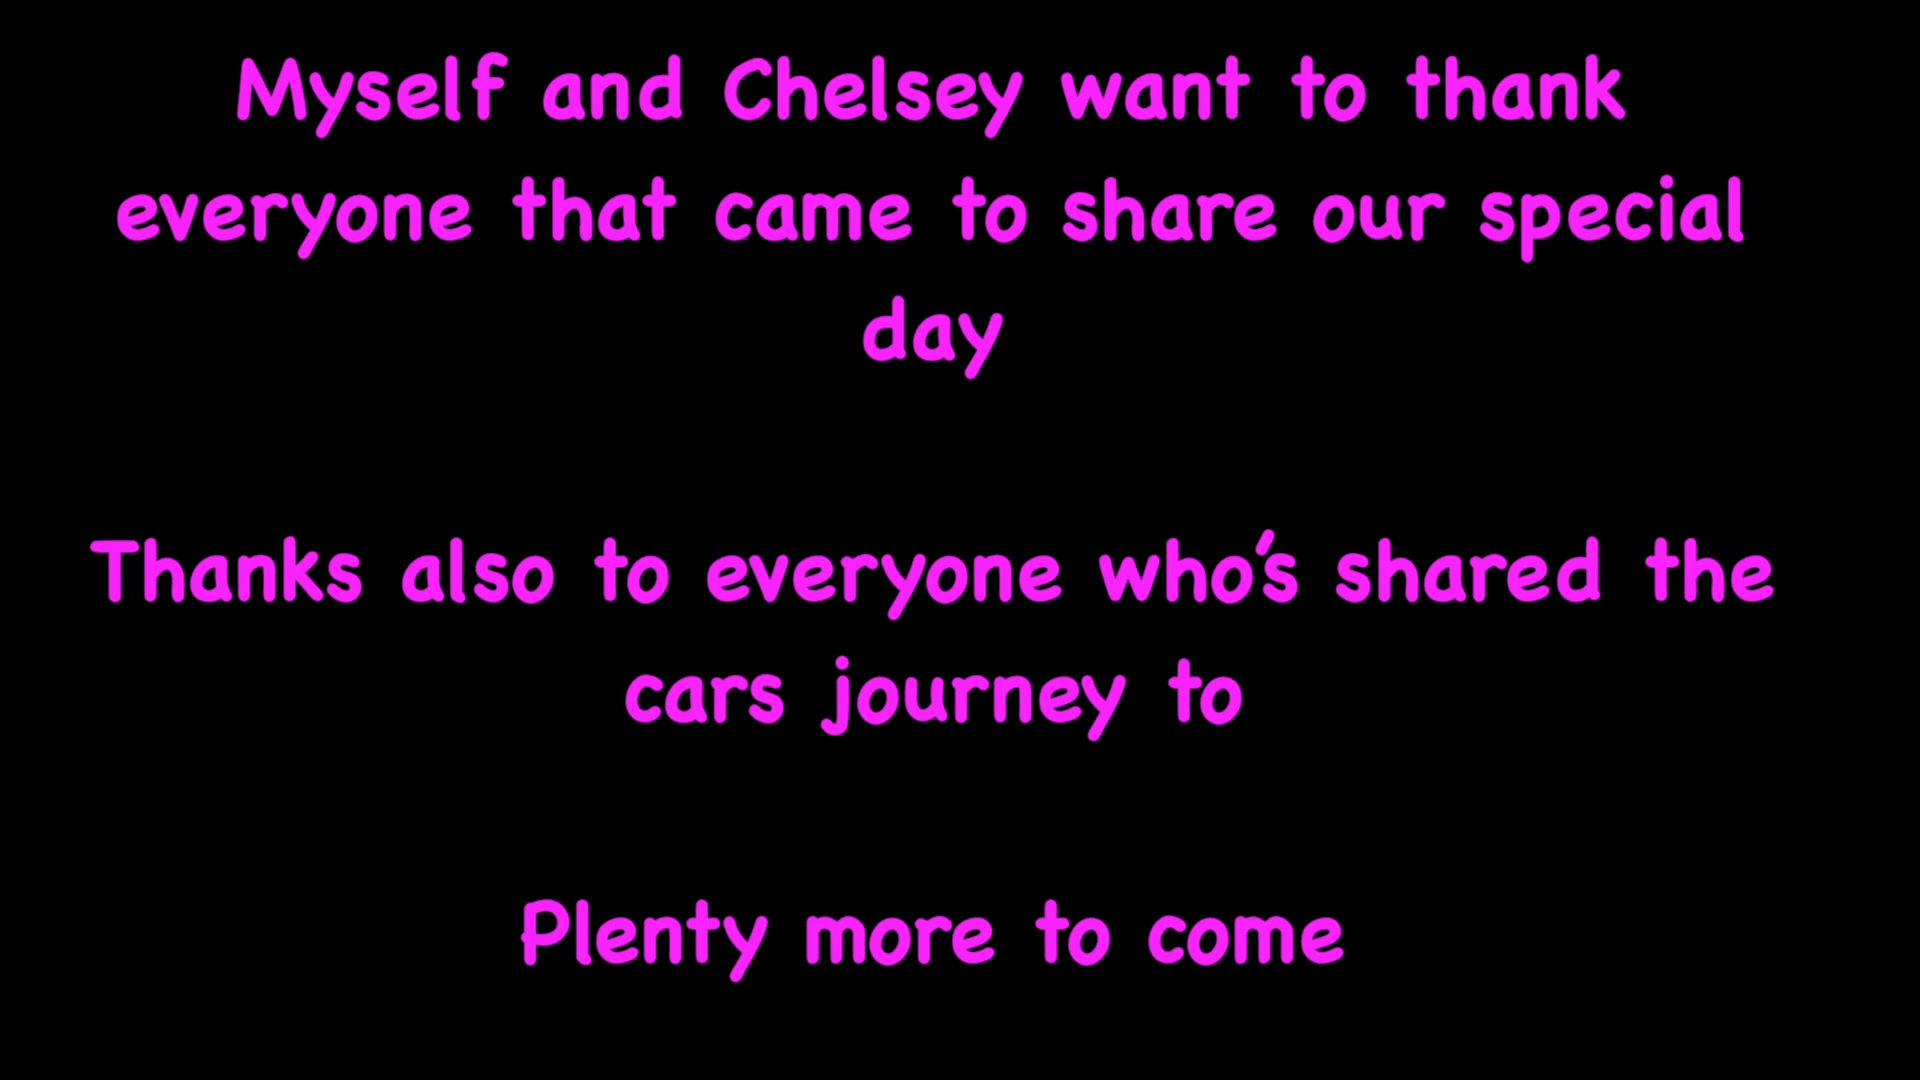 Myself and Chelsey want to thank
everyone that came to share our special
day
Thanks also to everyone who's shared the
cars journey to
Plenty more to come